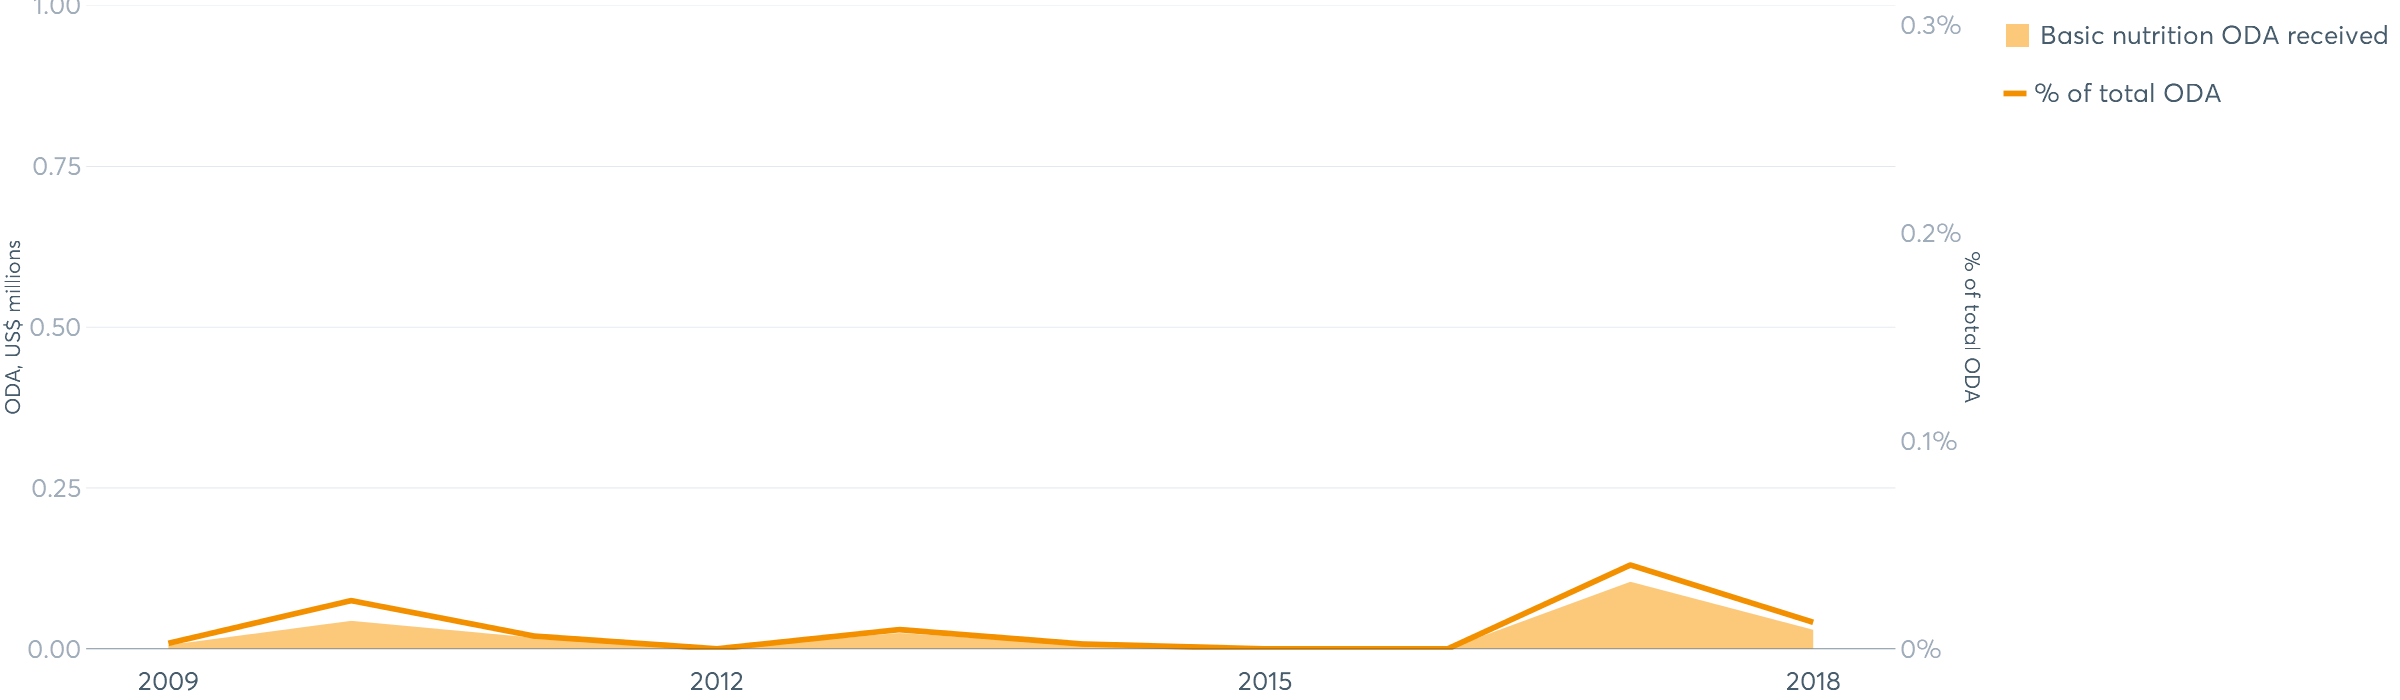 1.00
0.75
0.50
0.25
0.00
ODA, US$ millions
0.3%
0.2%
0.1%
0%
% of total ODA
2009 2012 2015 2018
Basic nutrition ODA received
% of total ODA